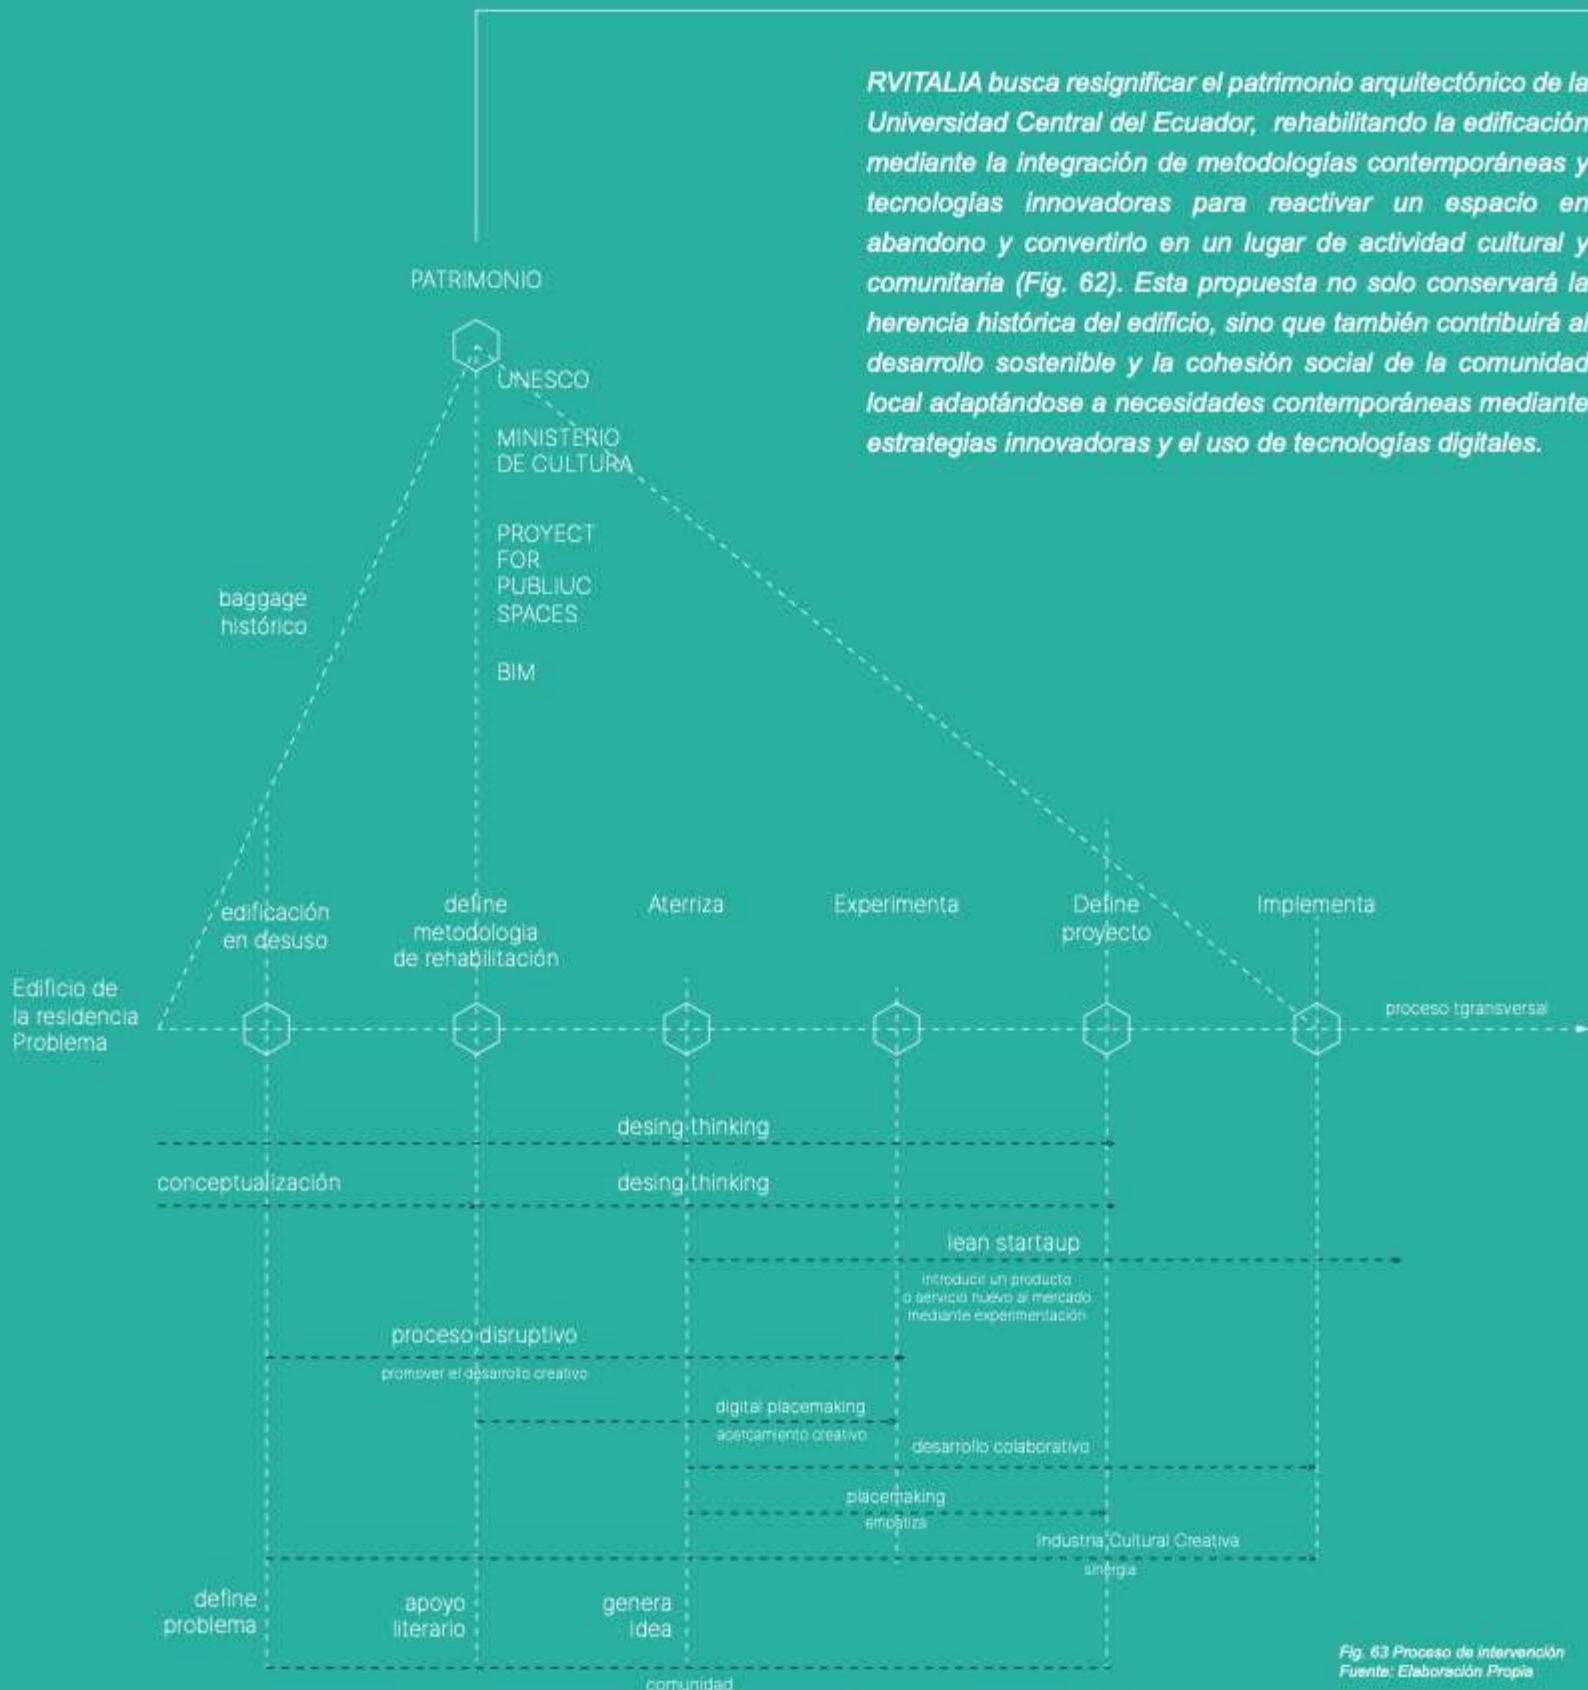 RVITALIA busca resignificar el patrimonio arquitectónico de la
Universidad Central del Ecuador, rehabilitando la edificación
mediante la integración de metodologías contemporáneas y
tecnologías innovadoras para reactivar un espacio en
abandono y convertirlo en un lugar de actividad cultural y
comunitaria (Fig. 62). Esta propuesta no solo conservará la
herencia histórica del edificio, sino que también contribuirá al
desarrollo sostenible y la cohesión social de la comunidad
local adaptándose a necesidades contemporáneas mediante
estrategias innovadoras y el uso de tecnologías digitales.
PATRIMONIO
UNESCO
MINISTERIO
DE CULTURA
PROYECT
FOR
PUBLIUC
SPACES
BIM
baggage
histórico
edificación
en desuso
define
metodologia
de rehabilitación
Aterriza
Experimenta
Define
proyecto
Implementa
Edificio de
la residencia
Problema
proceso tgransversal
desing thinking
conceptualización
desing thinking
lean startaup
introducir un producto
o servicio nuevo al mercado
mediante experimentación
proceso disruptivo
promover el desarrollo creativo
digital placemaking
acercamiento creativo
desarrollo colaborativo
placemaking
empatiza
Industria Cultural Creativa
sinergia
define
problema
apoyo
literario
genera
idea
comunidad
Fig. 63 Proceso de intervención
Fuente: Elaboración Propia